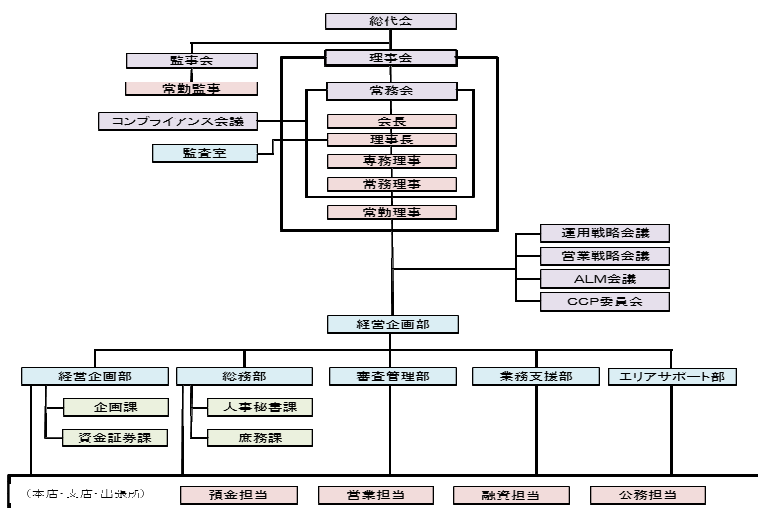 総代会
監事会
理事会
常勤監事
常務会
コンプライアンス会議
会長
理事長
監査室
専務理事
常務理事
常勤理事
運用戦略会議
営業戦略会議
ALM会議
CCP委員会
経営企画部
経営企画部
総務部
審査管理部
業務支援部
エリアサポート部
企画課
人事秘書課
資金証券課
庶務課
（本店・支店・出張所）
預金担当
営業担当
融資担当
公務担当